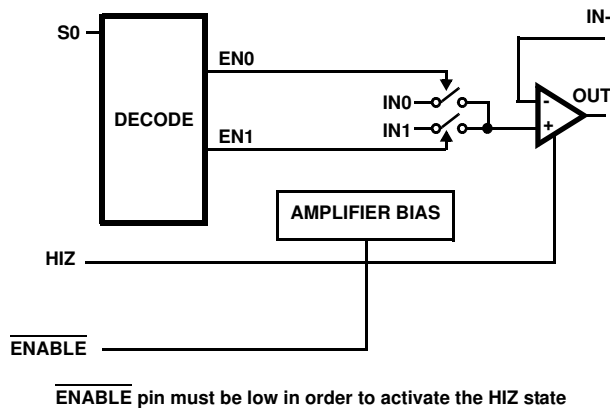 IN-
S0
EN0
DECODE
IN0
IN1
- OUT
+
EN1
AMPLIFIER BIAS
HIZ
ENABLE
ENABLE pin must be low in order to activate the HIZ state